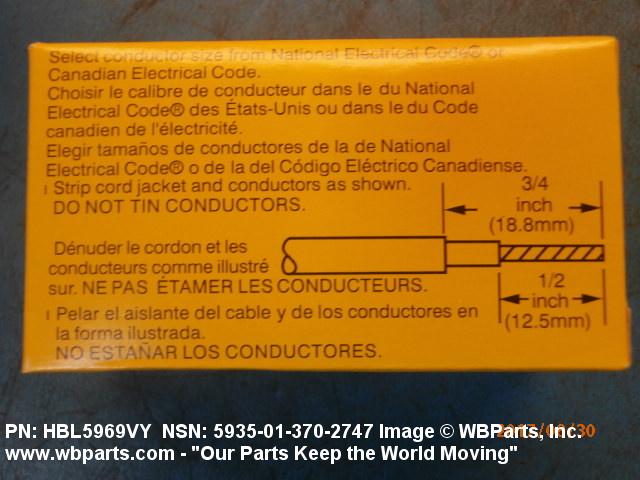 Select conductor size from National Electrical Code® or
Canadian Electrical Code.
Choisir le calibre de conducteur dans le du National
Electrical Code® des États-Unis ou dans le du Code
canadien de l'électricité.
Elegir tamaños de conductores de la de National
Electrical Code® o de la del Código Eléctrico Canadiense.
Strip cord jacket and conductors as shown.
DO NOT TIN CONDUCTORS.
3/4
inch
(18.8mm)
Dénuder le cordon et les
conducteurs comme illustré
sur. NE PAS ÉTAMER LES CONDUCTEURS.
1/2
inch
(12.5mm)
Pelar el aislante del cable y de los conductores en
la forma ilustrada.
NO ESTAÑAR LOS CONDUCTORES.
PN: HBL5969VY NSN: 5935-01-370-2747 Image © WBParts, Inc.
www.wbparts.com - "Our Parts Keep the World Moving"